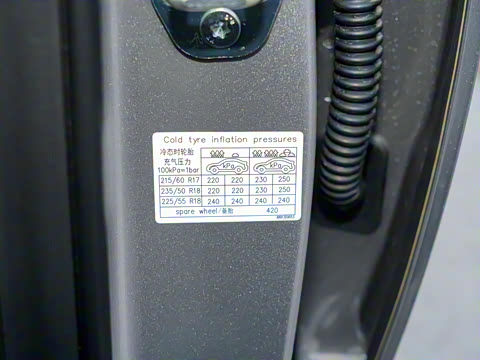 Cold tyre inflation pressures
冷态时轮胎
充气压力
100kPa=1bar
kPa kPa
215/60 R17 220 220 230 250
235/50 R18 220 220 230 250
225/55 R18 240 240 240 240
spare wheel/备胎 420